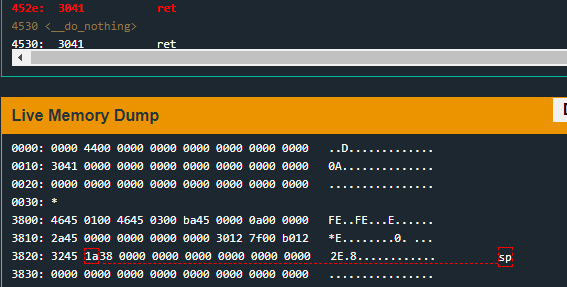 452e: 3041 ret
4530 <__do_nothing>
4530: 3041 ret
Live Memory Dump
0000: 0000 4400 0000 0000 0000 0000 0000 0000 ..D.............
0010: 3041 0000 0000 0000 0000 0000 0000 0000 0A..............
0020: 0000 0000 0000 0000 0000 0000 0000 0000 ................
0030: *
3800: 4645 0100 4645 0300 ba45 0000 0a00 0000 FE..FE...E......
3810: 2a45 0000 0000 0000 0000 3012 7f00 b012 *E........0. ...
3820: 3245 1a38 0000 0000 0000 0000 0000 0000 2E.8............ sp
3830: 0000 0000 0000 0000 0000 0000 0000 0000 ................